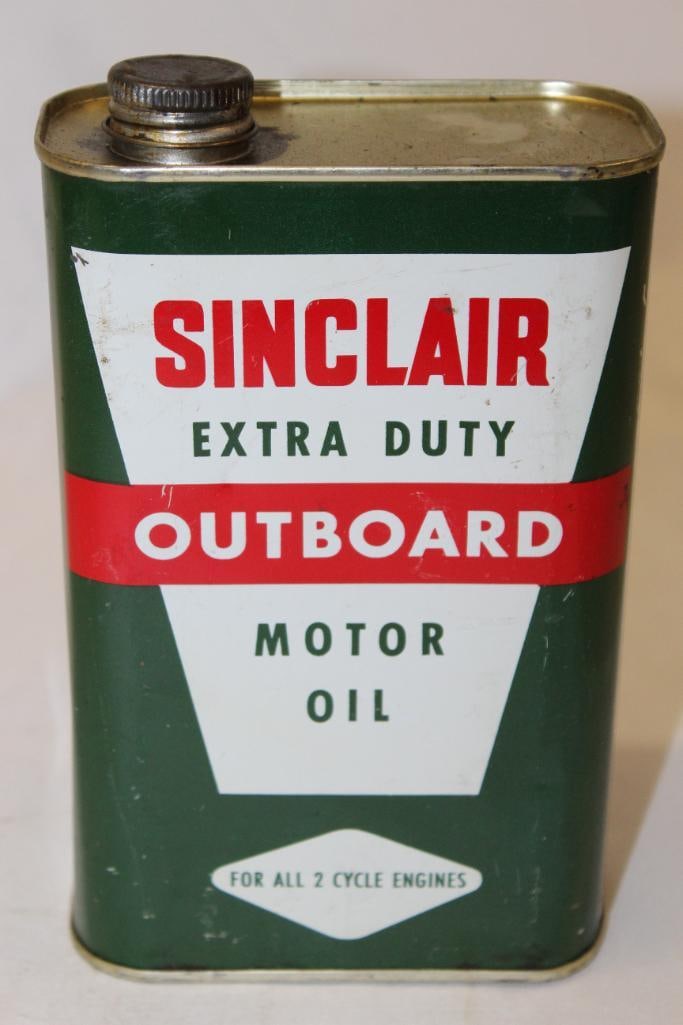 SINCLAIR
EXTRA DUTY
OUTBOARD
MOTOR
OIL
FOR ALL 2 CYCLE ENGINES